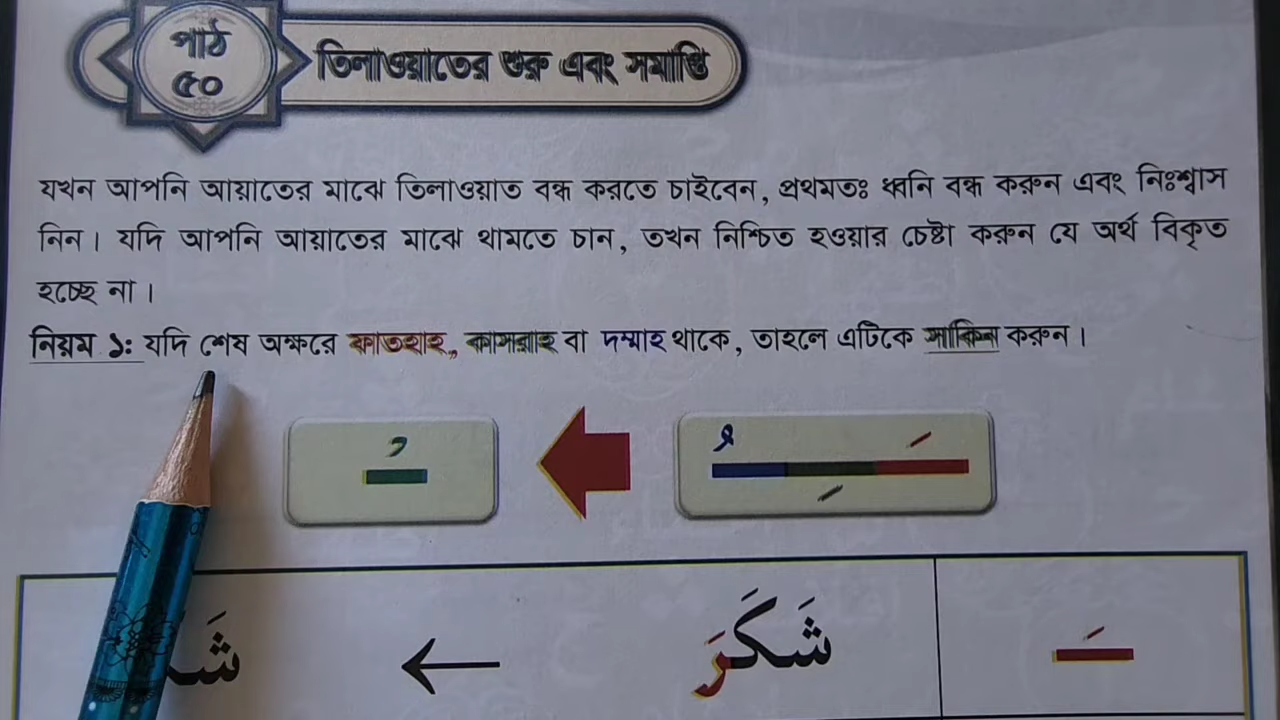 পাঠ
৫০
তিলাওয়াতের শুরু এবং সমাপ্তি
যখন আপনি আয়াতের মাঝে তিলাওয়াত বন্ধ করতে চাইবেন, প্রথমতঃ ধ্বনি বন্ধ করুন এবং নিঃশ্বাস
নিন। যদি আপনি আয়াতের মাঝে থামতে চান, তখন নিশ্চিত হওয়ার চেষ্টা করুন যে অর্থ বিকৃত
হচ্ছে না।
নিয়ম ১: যদি শেষ অক্ষরে ফাতহাহ, কাসরাহ বা দম্মাহ থাকে, তাহলে এটিকে সাকিন করুন।
شَكَرَ ←